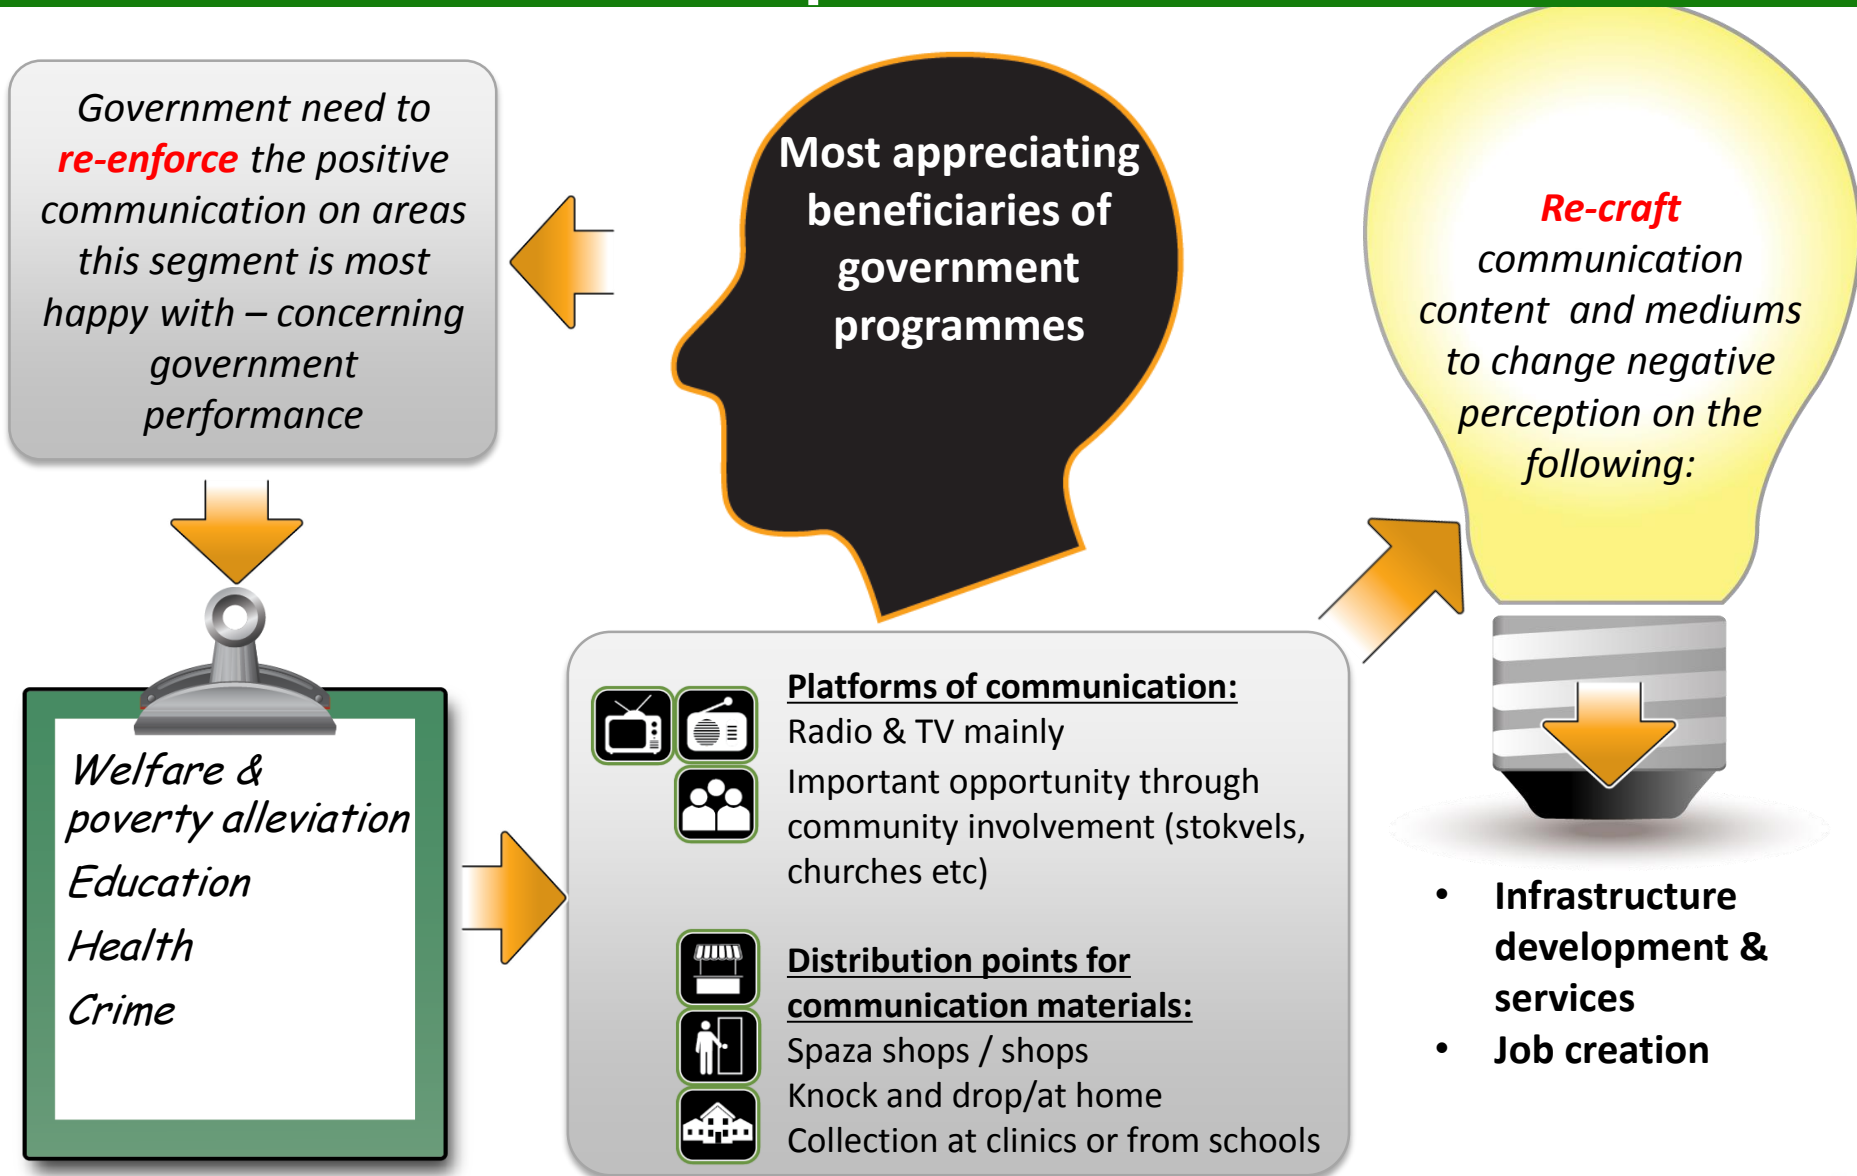 Government need to
re-enforce the positive
communication on areas
this segment is most
happy with – concerning
government
performance
Most appreciating
beneficiaries of
government
programmes
Re-craft
communication
content  and mediums
to change negative
perception on the
following:
Welfare &
poverty alleviation
Education
Health
Crime
Platforms of communication:
Radio & TV mainly
Important opportunity through
community involvement (stokvels,
churches etc)
Distribution points for
communication materials:
Spaza shops / shops
Knock and drop/at home
Collection at clinics or from schools
• Infrastructure
development &
services
• Job creation